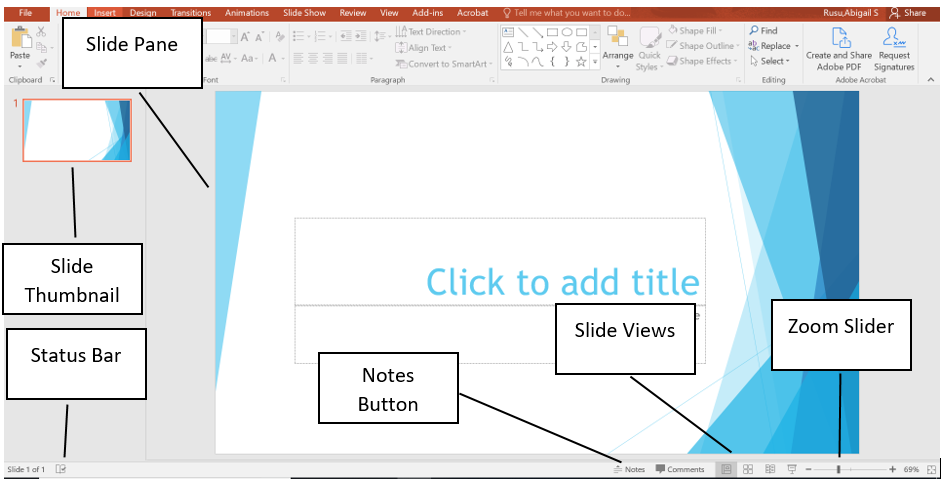 File Home Insert Design Transitions Animations Slide Show Review View Add-ins Acrobat Tell me what you want to do... Rusu,Abigail S Share
Paste
Clipboard
Slide Pane
abc AV Aa A
Font
Text Direction
Align Text
Convert to SmartArt
Paragraph
Arrange
Quick
Styles
Shape Fill
Shape Outline
Shape Effects
Drawing
Find
Replace
Select
Editing
Create and Share
Adobe PDF
Request
Signatures
Adobe Acrobat
1
Slide
Thumbnail
Status Bar
Click to add title
Slide Views
Zoom Slider
Notes
Button
Slide 1 of 1 Notes Comments 69%